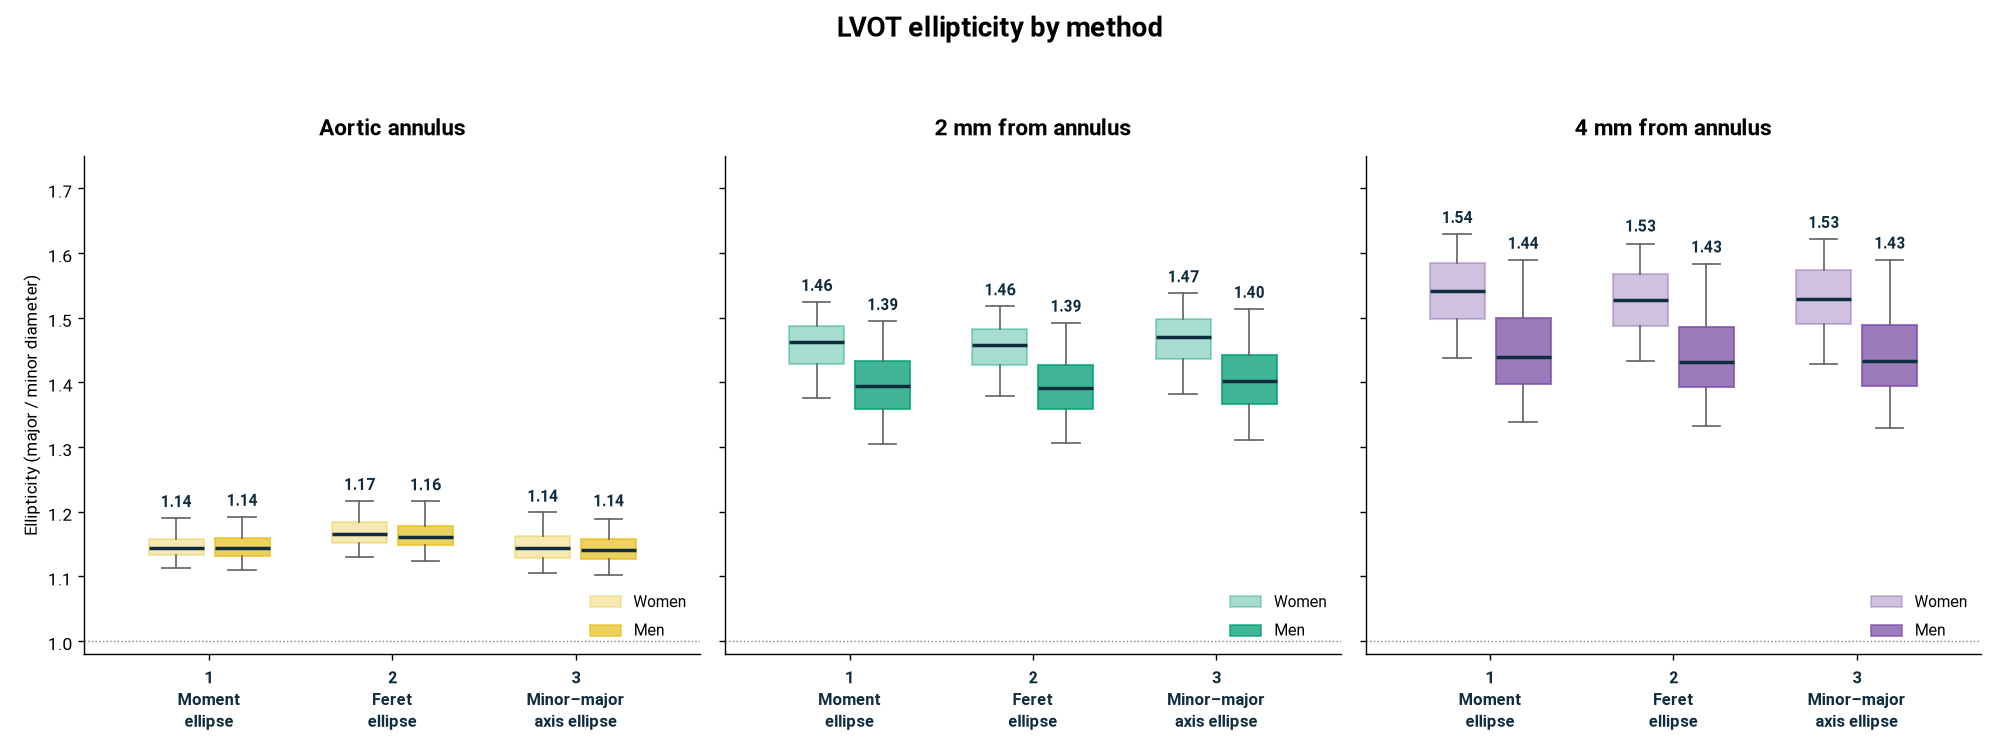 LVOT ellipticity by method
Aortic annulus
2 mm from annulus
4 mm from annulus
Ellipticity (major / minor diameter)
1.7
1.6
1.5
1.4
1.3
1.2
1.1
1.0
1.14
1.14
1.17
1.16
1.14
1.14
Women
Men
1
Moment
ellipse
2
Feret
ellipse
3
Minor–major
axis ellipse
1.46
1.39
1.46
1.39
1.47
1.40
Women
Men
1
Moment
ellipse
2
Feret
ellipse
3
Minor–major
axis ellipse
1.54
1.44
1.53
1.43
1.53
1.43
Women
Men
1
Moment
ellipse
2
Feret
ellipse
3
Minor–major
axis ellipse